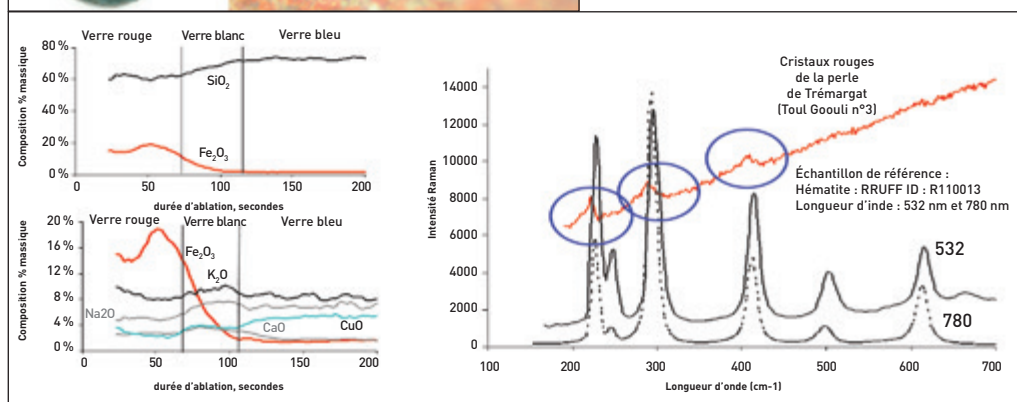 Verre rouge Verre blanc Verre bleu
80 %
60 %
40 %
20 %
0 %
Composition % massique
SiO2
Fe2O3
0 50 100 150 200
durée d'ablation, secondes
Verre rouge Verre blanc Verre bleu
20 %
16 %
12 %
8 %
4 %
0 %
Composition % massique
Fe2O3
K2O
Na2O
CaO
CuO
0 50 100 150 200
durée d'ablation, secondes
14000
12000
10000
8000
6000
4000
2000
0
Intensité Raman
Cristaux rouges
de la perle
de Trémargat
(Toul Goouli n°3)
Échantillon de référence :
Hématite : RRUFF ID : R110013
Longueur d'inde : 532 nm et 780 nm
532
780
100 200 300 400 500 600 700
Longueur d'onde (cm-1)